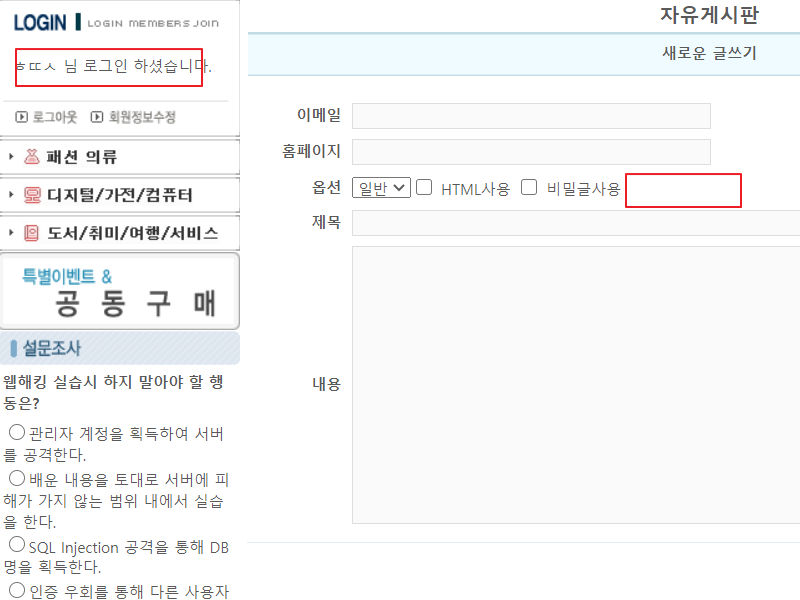 LOGIN LOGIN MEMBERS JOIN
ㅎㄸㅅ 님 로그인 하셨습니다.
로그아웃 회원정보수정
패션 의류
디지털/가전/컴퓨터
도서/취미/여행/서비스
특별이벤트 &
공동구매
설문조사
웹해킹 실습시 하지 말아야 할 행
동은?
관리자 계정을 획득하여 서버
를 공격한다.
배운 내용을 토대로 서버에 피
해가 가지 않는 범위 내에서 실습
을 한다.
SQL Injection 공격을 통해 DB
명을 획득한다.
인증 우회를 통해 다른 사용자
자유게시판
새로운 글쓰기
이메일
홈페이지
옵션 일반 HTML사용 비밀글사용
제목
내용